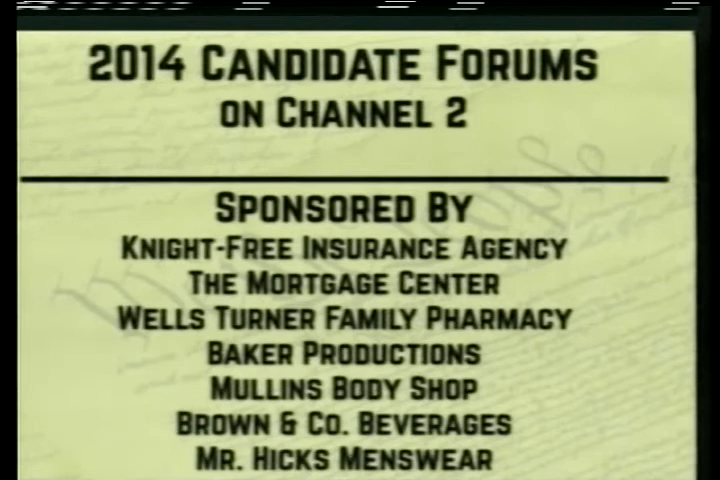 2014 CANDIDATE FORUMS
ON CHANNEL 2
SPONSORED BY
KNIGHT-FREE INSURANCE AGENCY
THE MORTGAGE CENTER
WELLS TURNER FAMILY PHARMACY
BAKER PRODUCTIONS
MULLINS BODY SHOP
BROWN & CO. BEVERAGES
MR. HICKS MENSWEAR